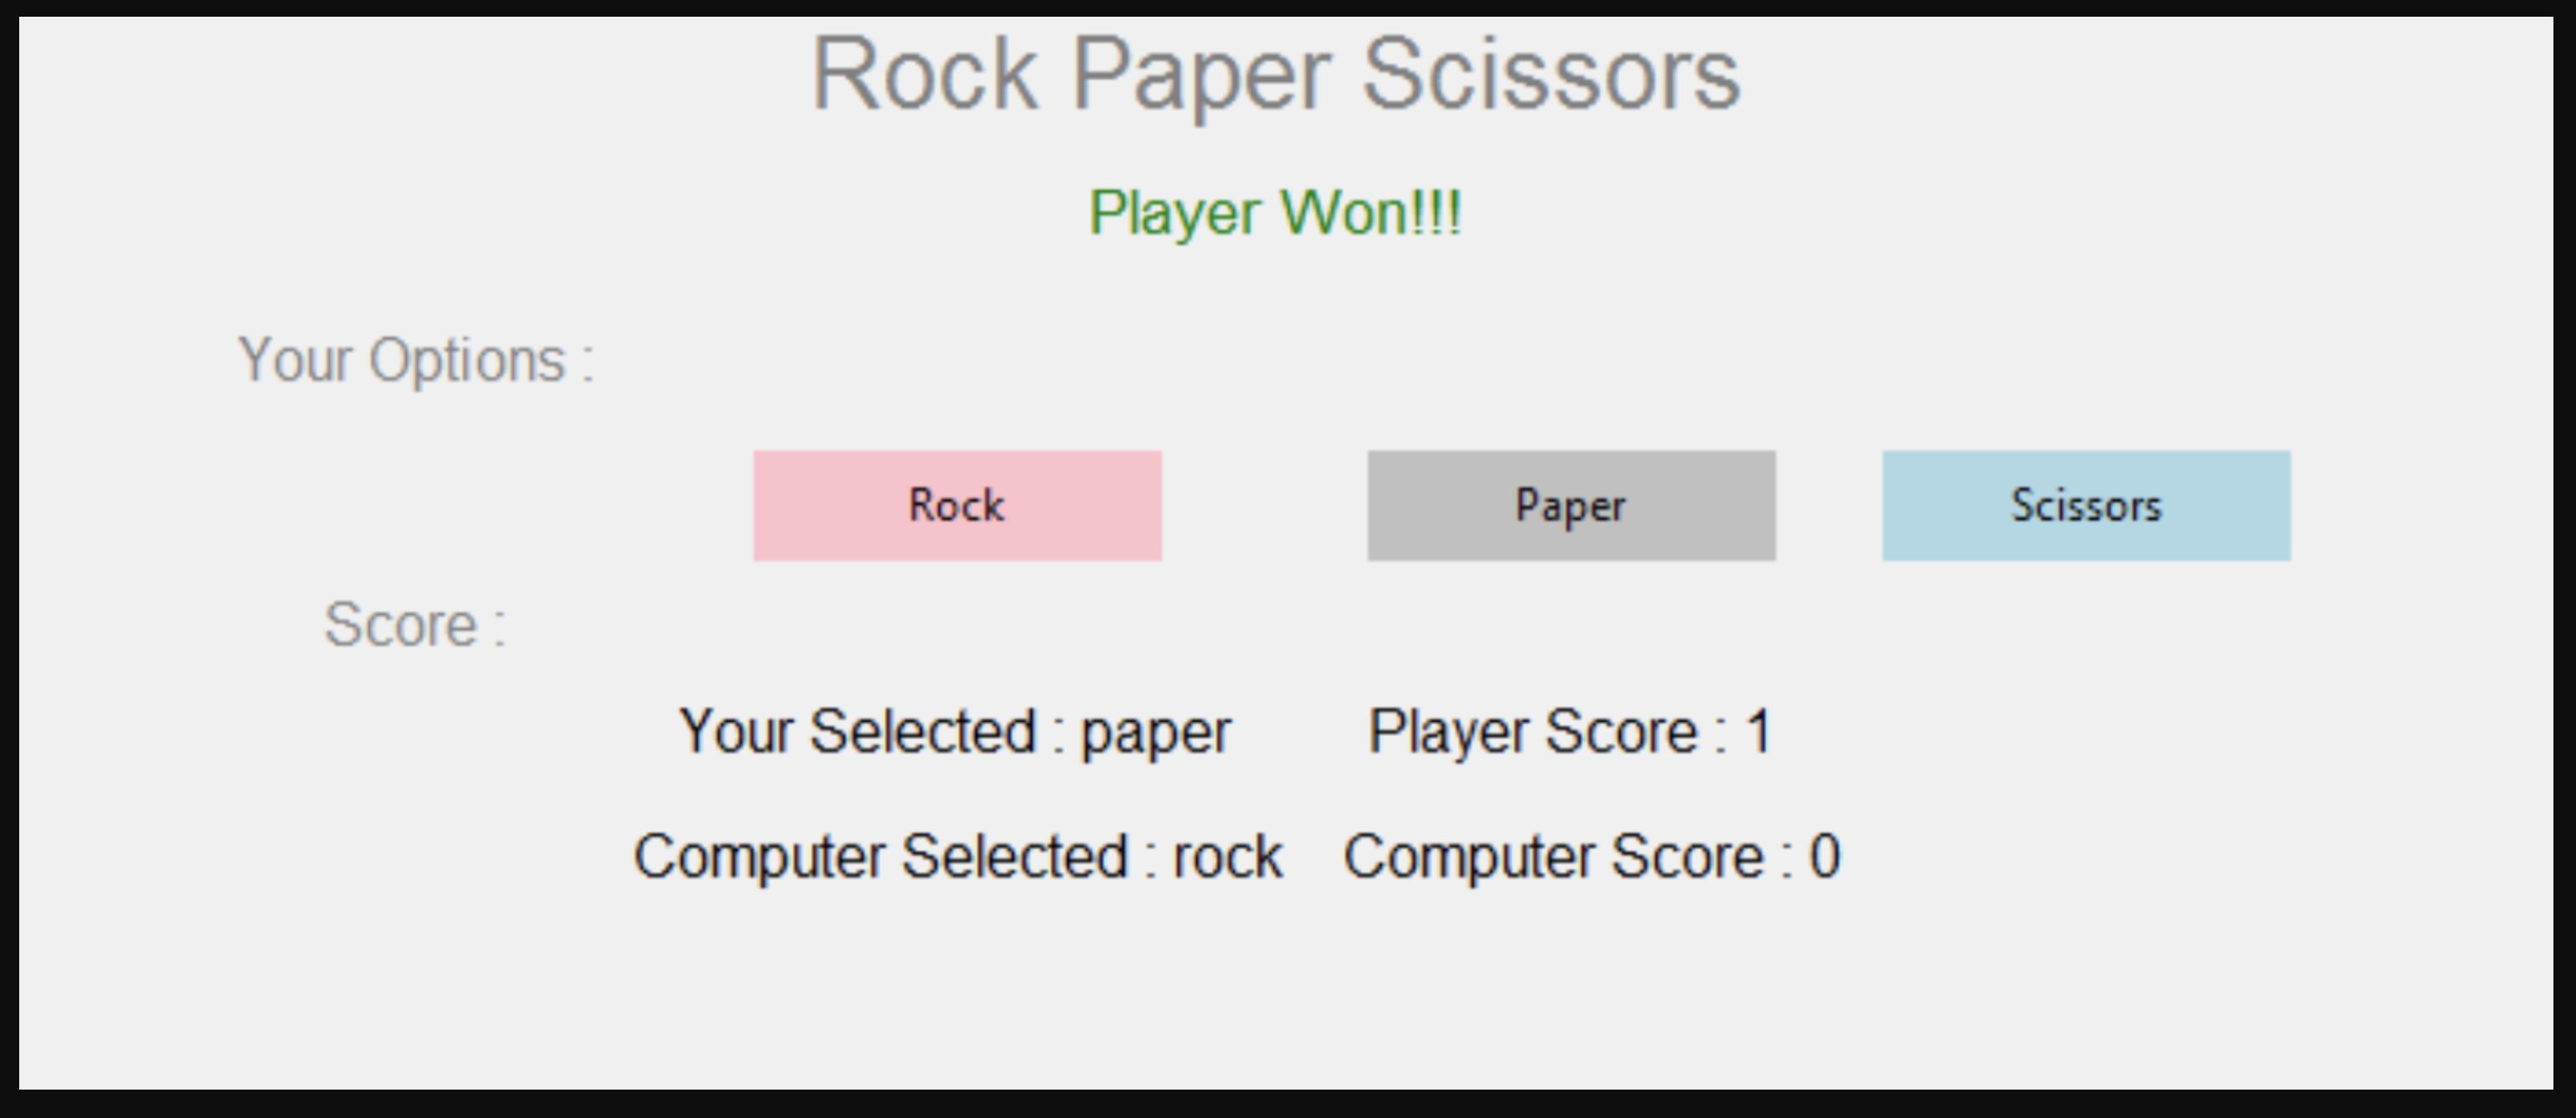 Rock Paper Scissors
Player Won!!!
Your Options :
Rock Paper Scissors
Score :
Your Selected : paper Player Score : 1
Computer Selected : rock Computer Score : 0